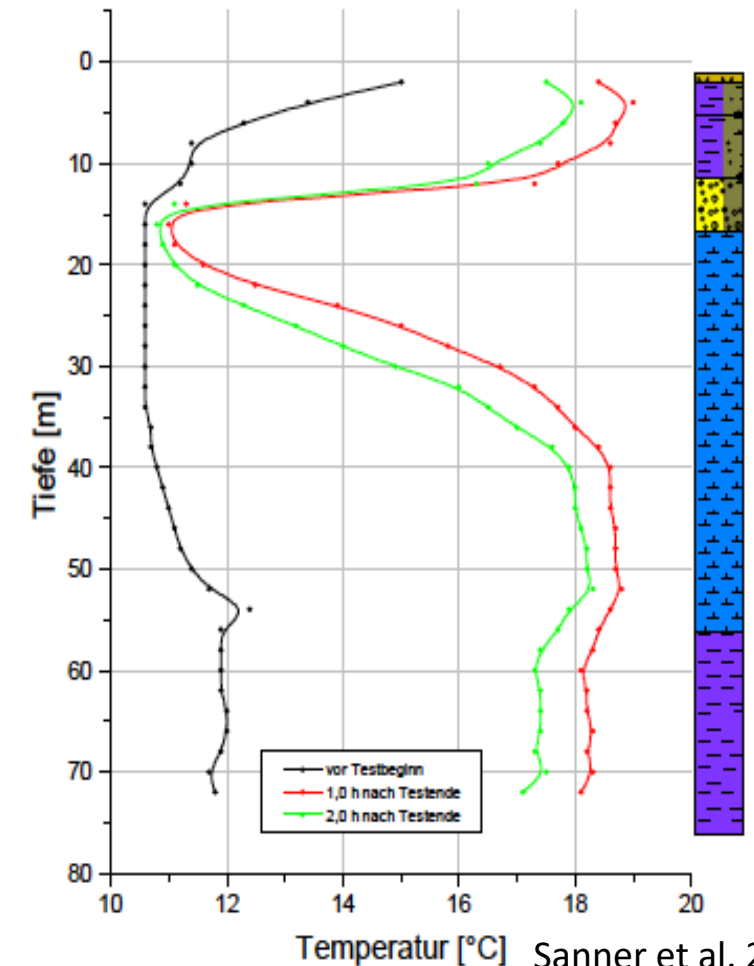 0
10
20
30
40
50
60
70
80
Tiefe [m]
vor Testbeginn
1,0 h nach Testende
2,0 h nach Testende
10
12
14
16
18
20
Temperatur [°C]
Sanner et al. 2